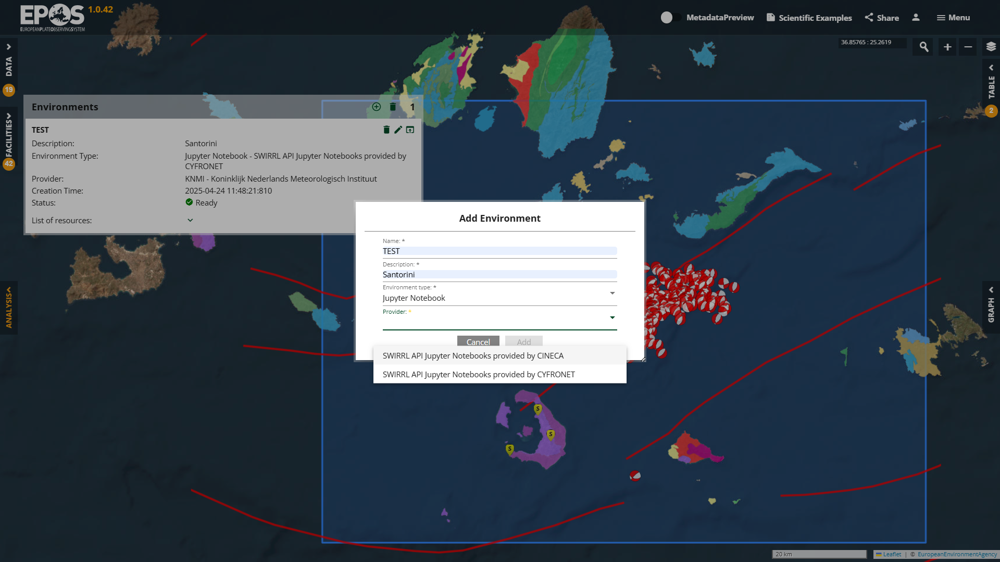 EPOS 1.0.42
EUROPEANPLATEOBSERVINGSYSTEM
MetadataPreview
Scientific Examples
Share
Menu
36.85765 : 25.2619
DATA
19
FACILITIES
42
ANALYSIS
TABLE
2
GRAPH
Environments
1
TEST
Description: Santorini
Environment Type: Jupyter Notebook - SWIRRL API Jupyter Notebooks provided by
CYFRONET
Provider: KNMI - Koninklijk Nederlands Meteorologisch Instituut
Creation Time: 2025-04-24 11:48:21:810
Status: Ready
List of resources:
Add Environment
Name: *
TEST
Description: *
Santorini
Environment type: *
Jupyter Notebook
Provider: *
Cancel Add
SWIRRL API Jupyter Notebooks provided by CINECA
SWIRRL API Jupyter Notebooks provided by CYFRONET
S
S
S
20 km
Leaflet | © EuropeanEnvironmentAgency